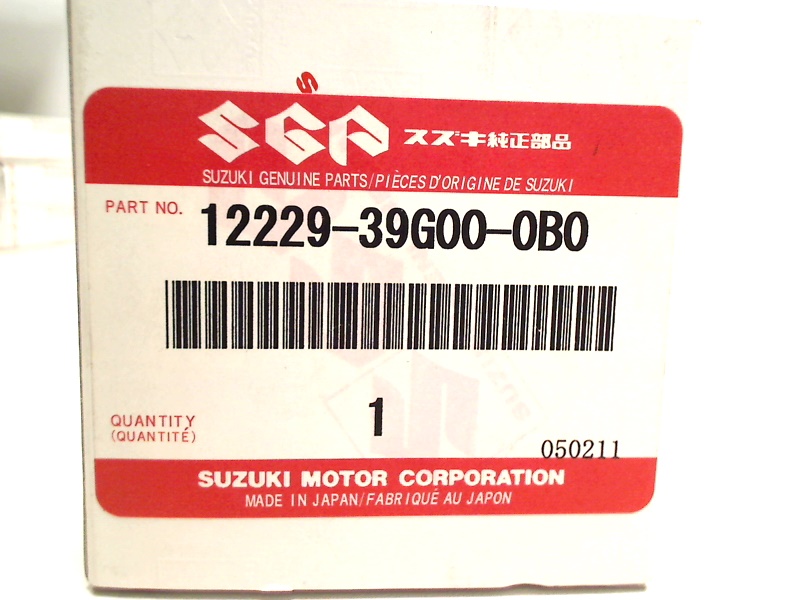 SGP スズキ純正部品
SUZUKI GENUINE PARTS/PIÈCES D'ORIGINE DE SUZUKI
PART NO. 12229-39G00-0B0
QUANTITY 1
(QUANTITÉ)
050211
SUZUKI MOTOR CORPORATION
MADE IN JAPAN/FABRIQUÉ AU JAPON